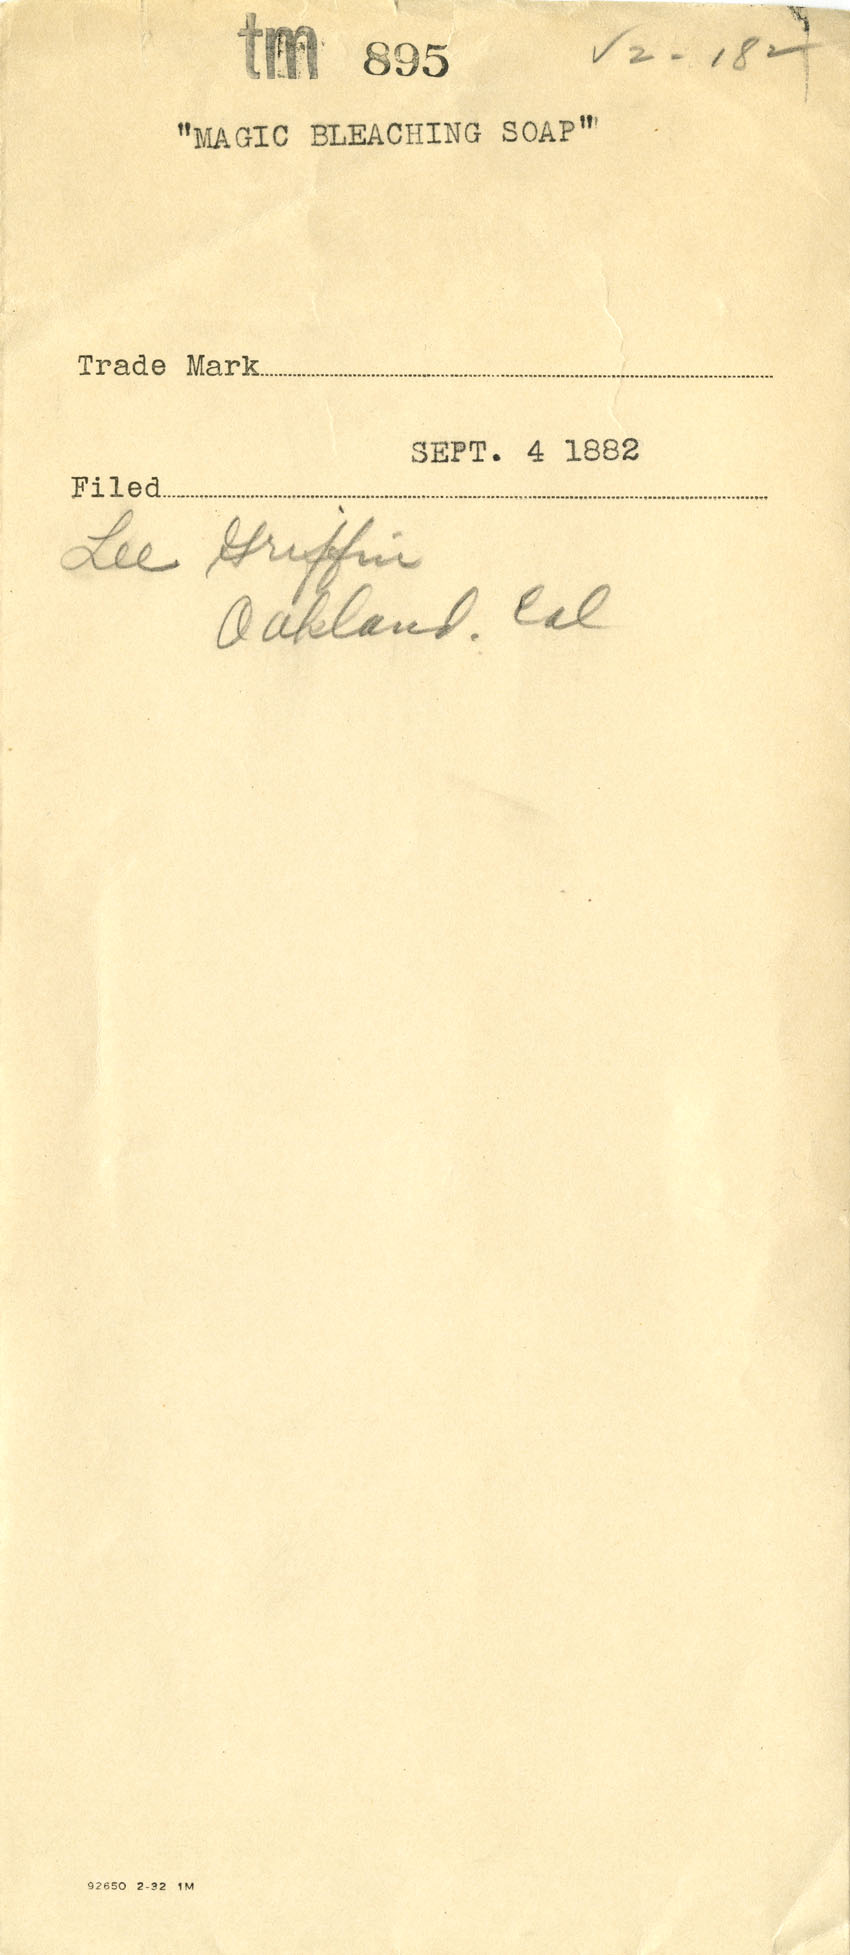 tm 895 √2-182
"MAGIC BLEACHING SOAP"
Trade Mark
SEPT. 4 1882
Filed
Lee Griffin
Oakland. Cal
92650 2-32 1M